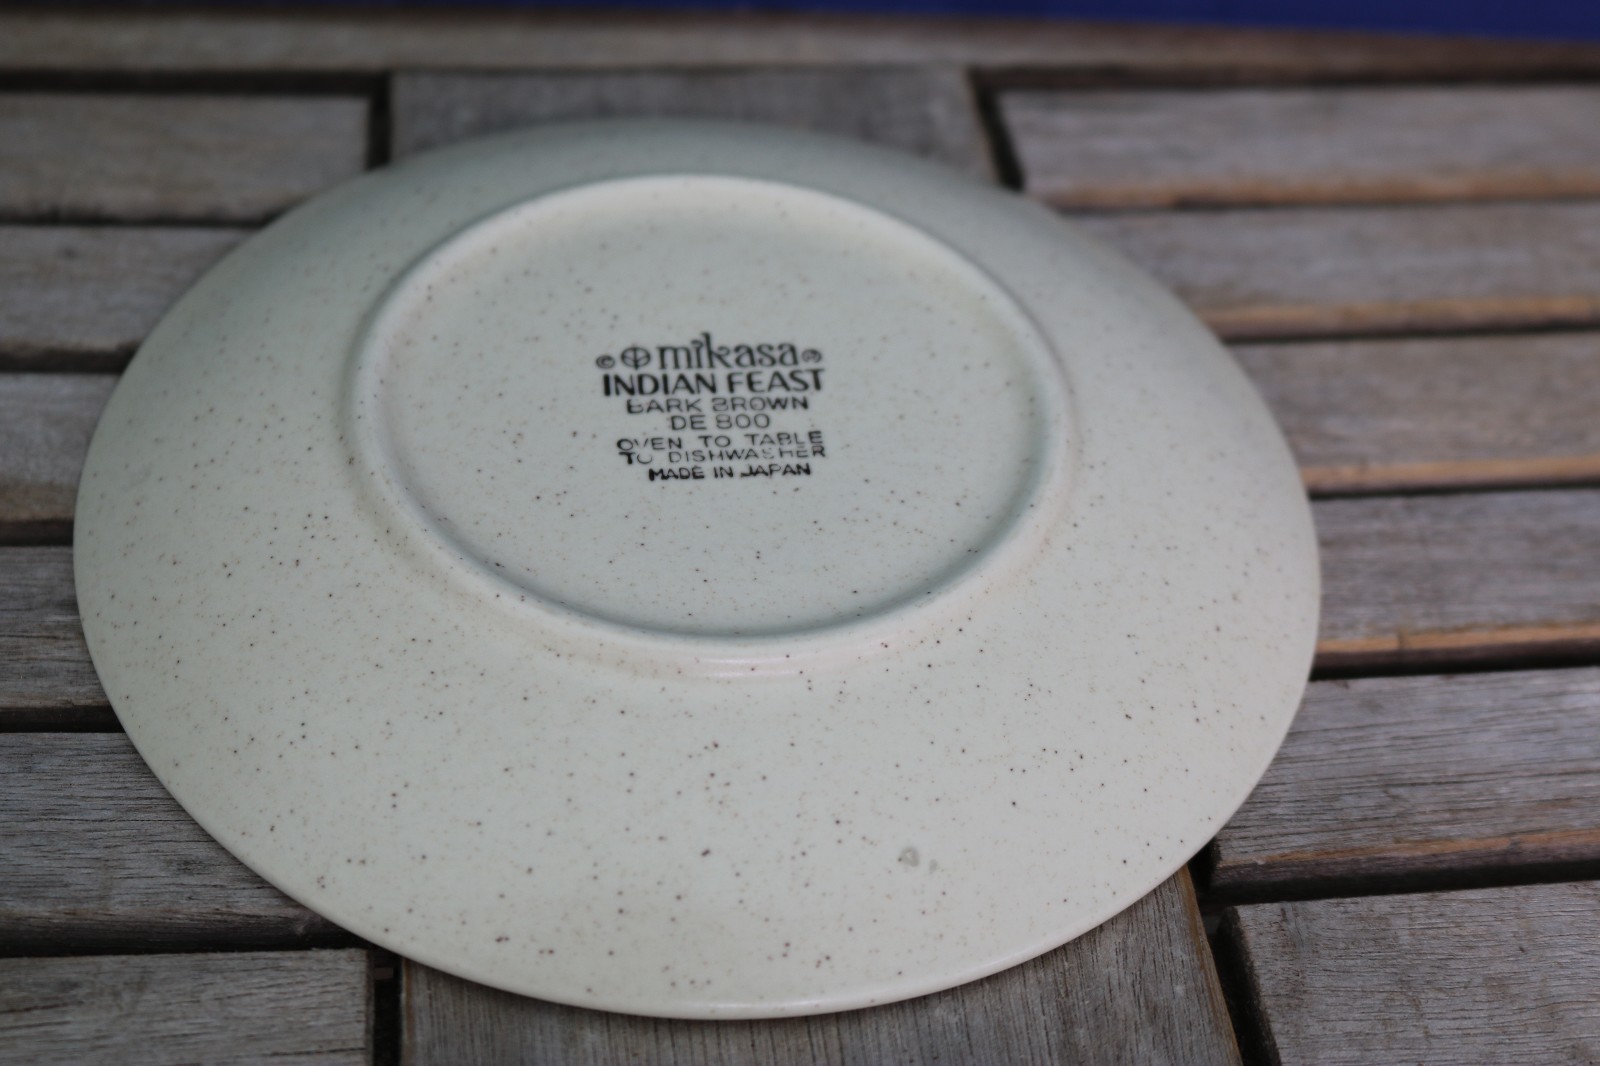 © mikasa ®
INDIAN FEAST
BARK BROWN
DE 800
OVEN TO TABLE
TO DISHWASHER
MADE IN JAPAN